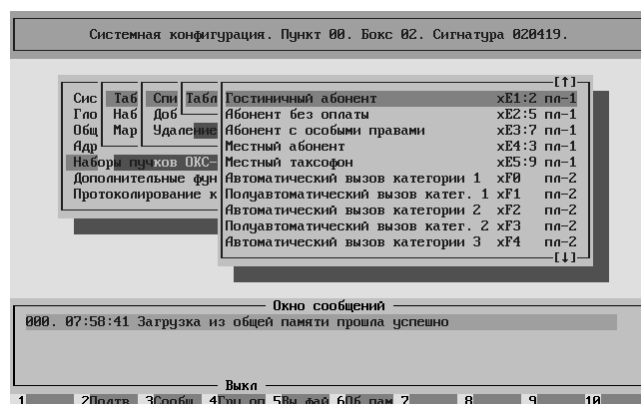 Системная конфигурация. Пункт 00. Бокс 02. Сигнатура 020419.
[↑]
Сис Таб Спи Табл Гостиничный абонент xE1:2 пл-1
Гло Наб Доб Абонент без оплаты xE2:5 пл-1
Общ Мар Удаление Абонент с особыми правами xE3:7 пл-1
Адр Местный абонент xE4:3 пл-1
Наборы пучков ОКС- Местный таксофон xE5:9 пл-1
Дополнительные фун Автоматический вызов категории 1 xF0 пл-2
Протоколирование к Полуавтоматический вызов катег. 1 xF1 пл-2
Автоматический вызов категории 2 xF2 пл-2
Полуавтоматический вызов катег. 2 xF3 пл-2
Автоматический вызов категории 3 xF4 пл-2
[↓]
Окно сообщений
000. 07:58:41 Загрузка из общей памяти прошла успешно
Выкл
1 2Подтв 3Сообщ 4Грц оп 5Вы фай 6Об пам 7 8 9 10